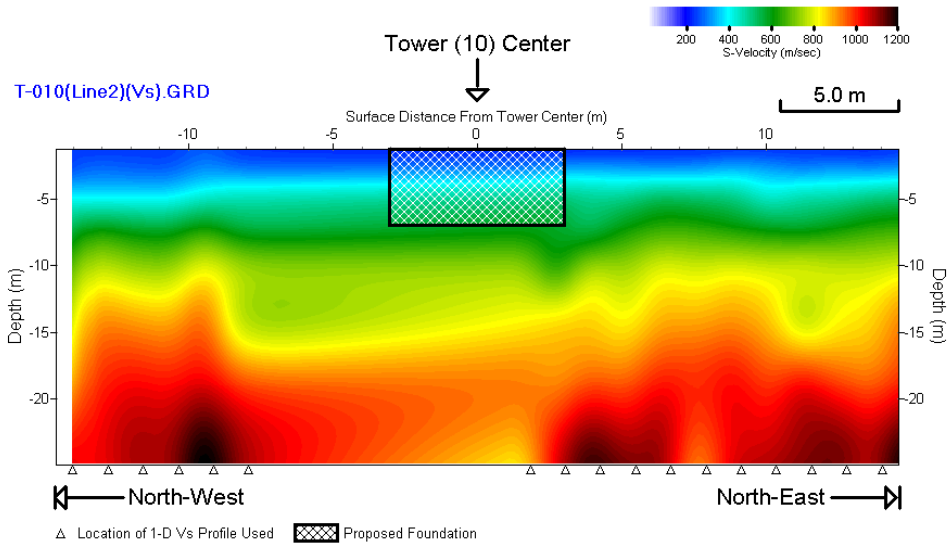 Tower (10) Center
200 400 600 800 1000 1200
S-Velocity (m/sec)
T-010(Line2)(Vs).GRD
5.0 m
Surface Distance From Tower Center (m)
-10 -5 0 5 10
-5 -5
-10 -10
Depth (m) Depth (m)
-15 -15
-20 -20
North-West North-East
Location of 1-D Vs Profile Used Proposed Foundation